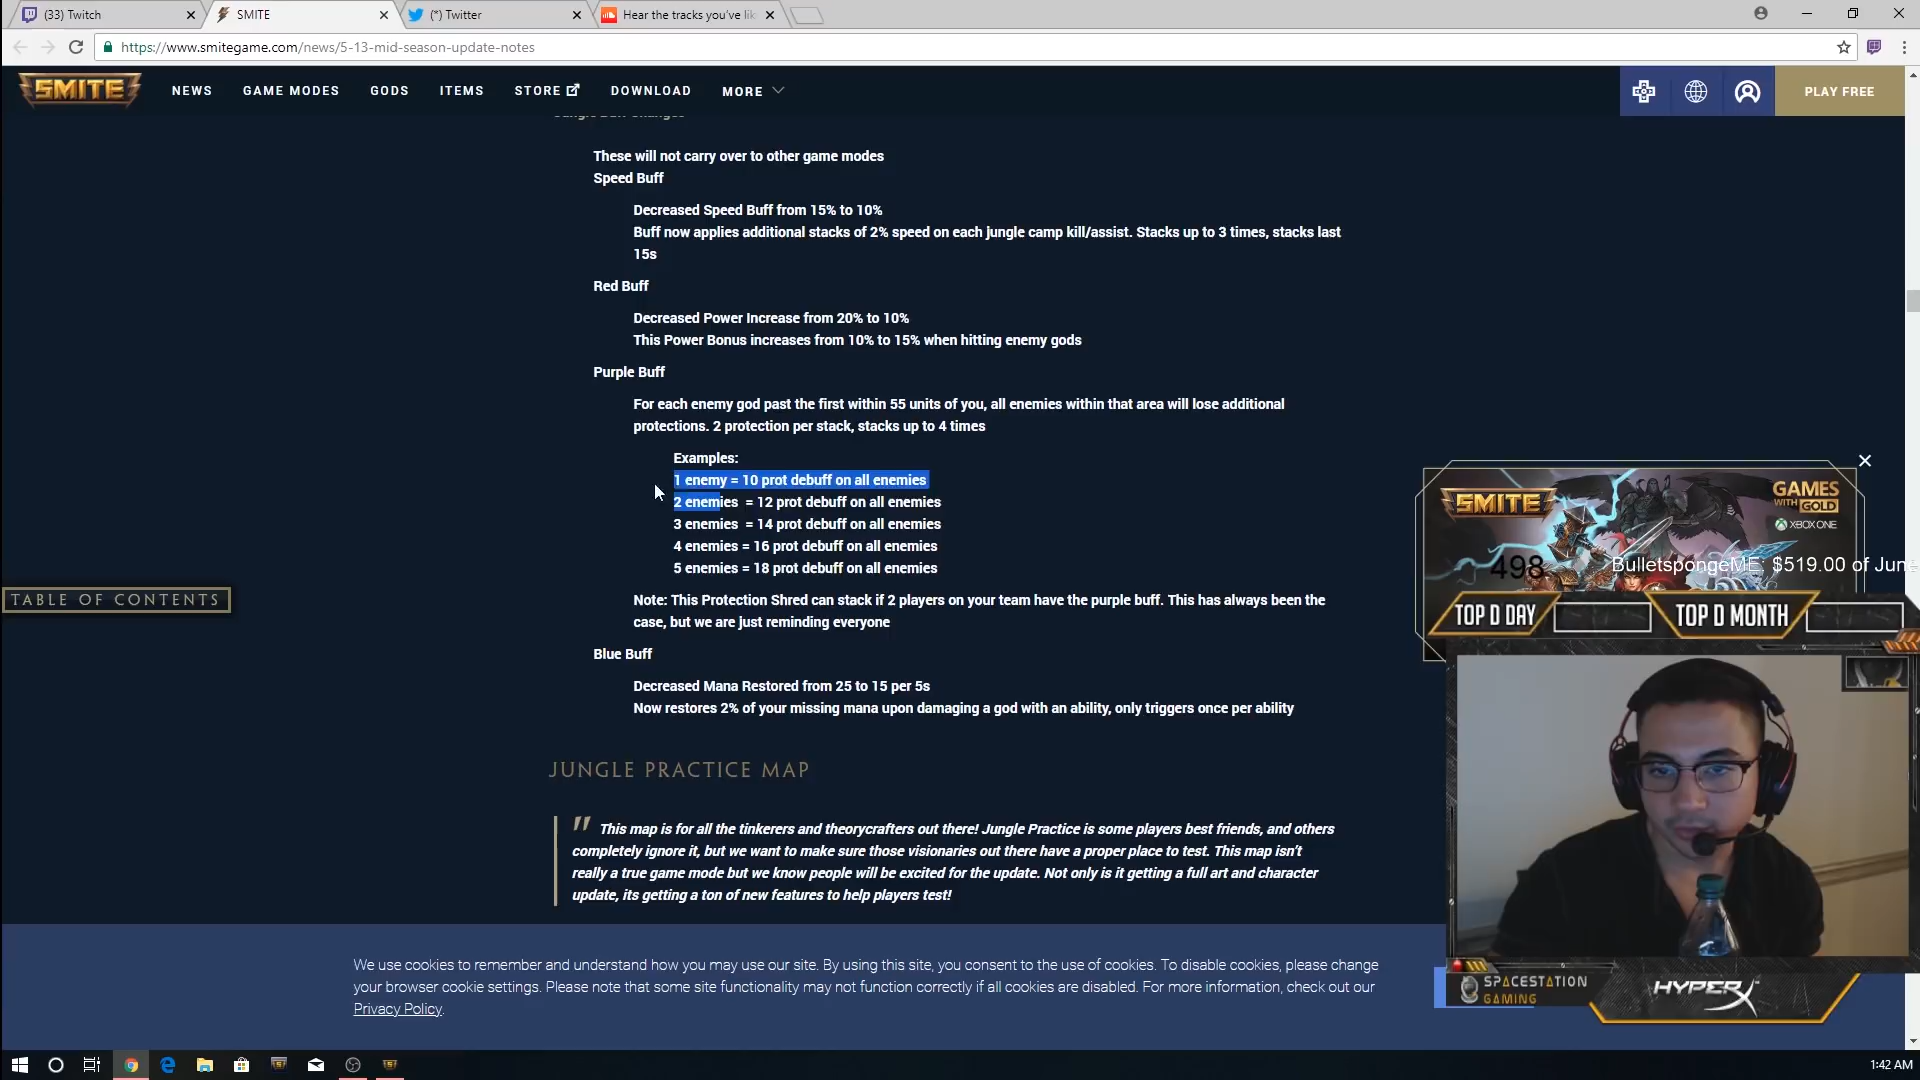 (33) Twitch
SMITE
(*) Twitter
Hear the tracks you've lik
https://www.smitegame.com/news/5-13-mid-season-update-notes
SMITE
NEWS
GAME MODES
GODS
ITEMS
STORE
DOWNLOAD
MORE
PLAY FREE
Jungle Buff Changes
These will not carry over to other game modes
Speed Buff
Decreased Speed Buff from 15% to 10%
Buff now applies additional stacks of 2% speed on each jungle camp kill/assist. Stacks up to 3 times, stacks last
15s
Red Buff
Decreased Power Increase from 20% to 10%
This Power Bonus increases from 10% to 15% when hitting enemy gods
Purple Buff
For each enemy god past the first within 55 units of you, all enemies within that area will lose additional
protections. 2 protection per stack, stacks up to 4 times
Examples:
1 enemy = 10 prot debuff on all enemies
2 enemies = 12 prot debuff on all enemies
3 enemies = 14 prot debuff on all enemies
4 enemies = 16 prot debuff on all enemies
5 enemies = 18 prot debuff on all enemies
Note: This Protection Shred can stack if 2 players on your team have the purple buff. This has always been the
case, but we are just reminding everyone
Blue Buff
Decreased Mana Restored from 25 to 15 per 5s
Now restores 2% of your missing mana upon damaging a god with an ability, only triggers once per ability
TABLE OF CONTENTS
JUNGLE PRACTICE MAP
" This map is for all the tinkerers and theorycrafters out there! Jungle Practice is some players best friends, and others
completely ignore it, but we want to make sure those visionaries out there have a proper place to test. This map isn't
really a true game mode but we know people will be excited for the update. Not only is it getting a full art and character
update, its getting a ton of new features to help players test!
We use cookies to remember and understand how you may use our site. By using this site, you consent to the use of cookies. To disable cookies, please change
your browser cookie settings. Please note that some site functionality may not function correctly if all cookies are disabled. For more information, check out our
Privacy Policy.
SMITE
GAMES
WITH GOLD
XBOX ONE
498
BulletspongeME: $519.00 of June
TOP D DAY
TOP D MONTH
SPACESTATION
GAMING
HYPERX
1:42 AM